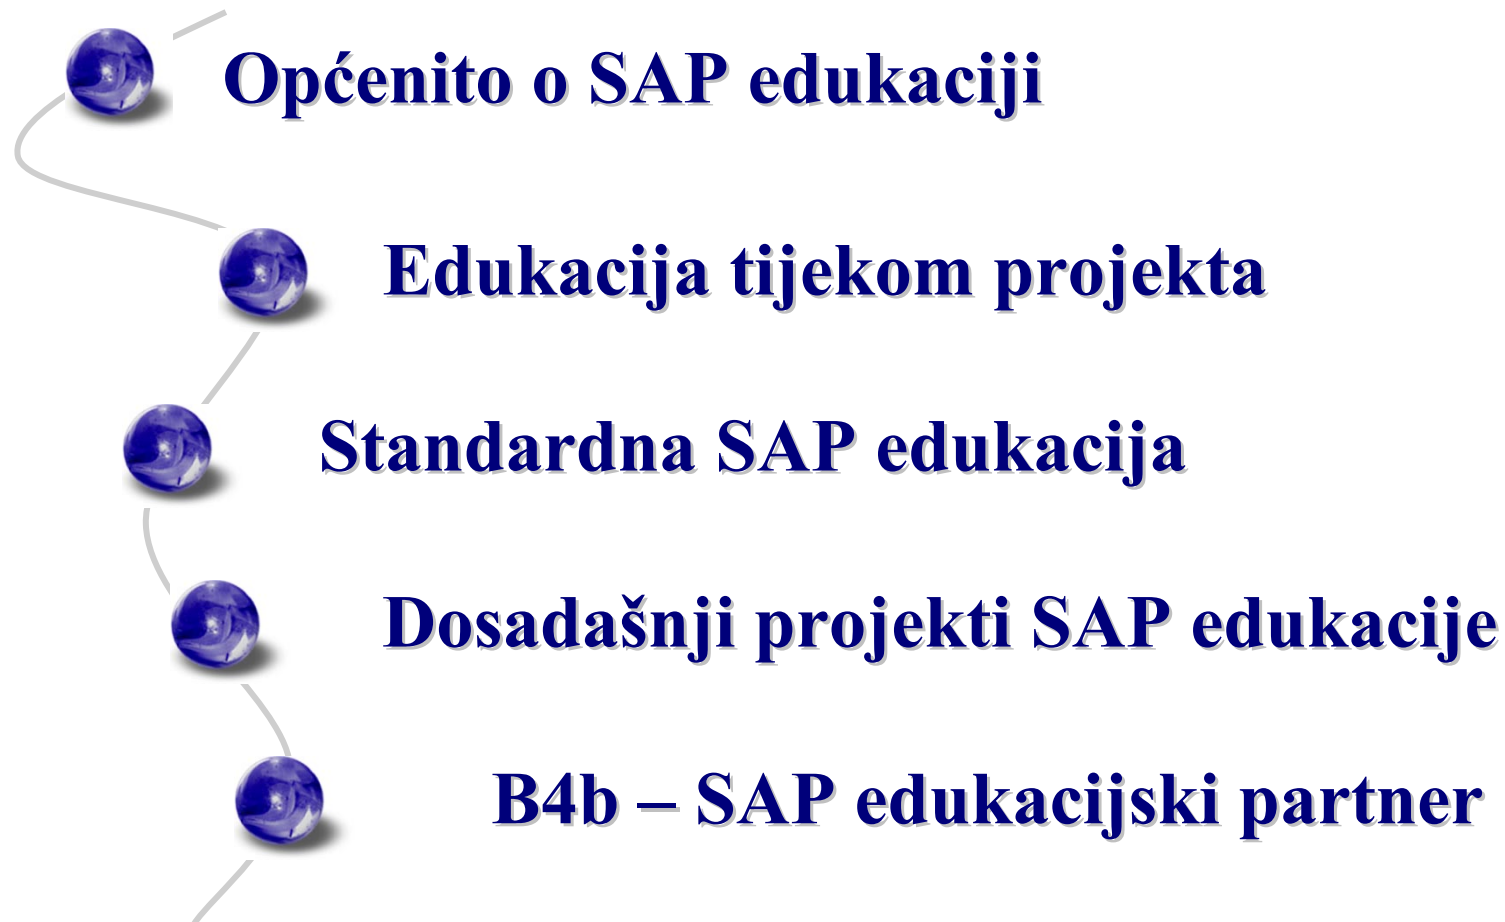 Općenito o SAP edukaciji
Edukacija tijekom projekta
Standardna SAP edukacija
Dosadašnji projekti SAP edukacije
B4b – SAP edukacijski partner